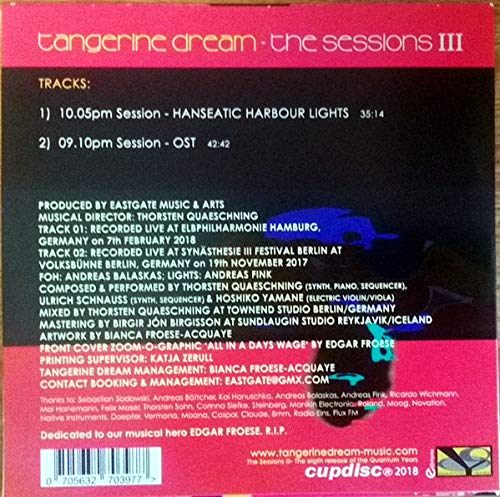 tangerine dream - the sessions III
TRACKS:
1) 10.05pm Session - HANSEATIC HARBOUR LIGHTS 35:14
2) 09.10pm Session - OST 42:42
PRODUCED BY EASTGATE MUSIC & ARTS
MUSICAL DIRECTOR: THORSTEN QUAESCHNING
TRACK 01: RECORDED LIVE AT ELBPHILHARMONIE HAMBURG,
GERMANY on 7th FEBRUARY 2018
TRACK 02: RECORDED LIVE AT SYNÄSTHESIE III FESTIVAL BERLIN AT
VOLKSBÜHNE BERLIN, GERMANY on 19th NOVEMBER 2017
FOH: ANDREAS BALASKAS; LIGHTS: ANDREAS FINK
COMPOSED & PERFORMED BY THORSTEN QUAESCHNING (SYNTH, PIANO, SEQUENCER),
ULRICH SCHNAUSS (SYNTH, SEQUENCER) & HOSHIKO YAMANE (ELECTRIC VIOLIN/VIOLA)
MIXED BY THORSTEN QUAESCHNING at TOWNEND STUDIO BERLIN/GERMANY
MASTERING BY BIRGIR JÓN BIRGISSON at SUNDLAUGIN STUDIO REYKJAVIK/ICELAND
ARTWORK BY BIANCA FROESE-ACQUAYE
FRONT COVER ZOOM-O-GRAPHIC 'ALL IN A DAYS WAGE' BY EDGAR FROESE
PRINTING SUPERVISOR: KATJA ZERULL
TANGERINE DREAM MANAGEMENT: BIANCA FROESE-ACQUAYE
CONTACT BOOKING & MANAGEMENT: EASTGATE@GMX.COM
Thanks to: Sebastian Sadowski, Andreas Böttcher, Kai Hanuschka, Andreas Balaskas, Andreas Fink, Ricardo Wichmann,
Mal Hanemann, Felix Moser, Thorsten Sohn, Corinna Siefke, Steinberg, Manikin Electronic, Roland, Moog, Novation,
Native Instruments, Doepfer, Vermona, Moana, Caspar, Claude, 8mm, Radio Eins, Flux FM
Dedicated to our musical hero EDGAR FROESE. R.I.P.
www.tangerinedream-music.com
The Sessions III- The eigth release of the Quantum Years
cupdisc® 2018
0 705632 703977 >